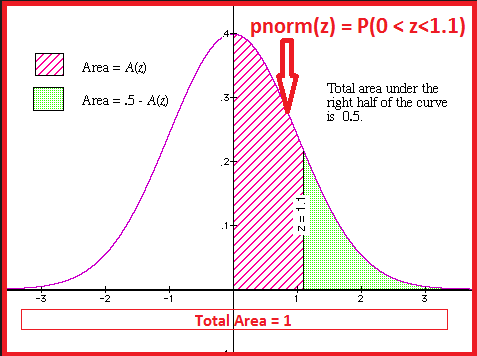 pnorm(z) = P(0 < z<1.1)
Area = A(z)
Area = .5 - A(z)
Total area under the
right half of the curve
is 0.5.
.4
.3
.2
.1
z = 1.1
-3 -2 -1 1 2 3
Total Area = 1